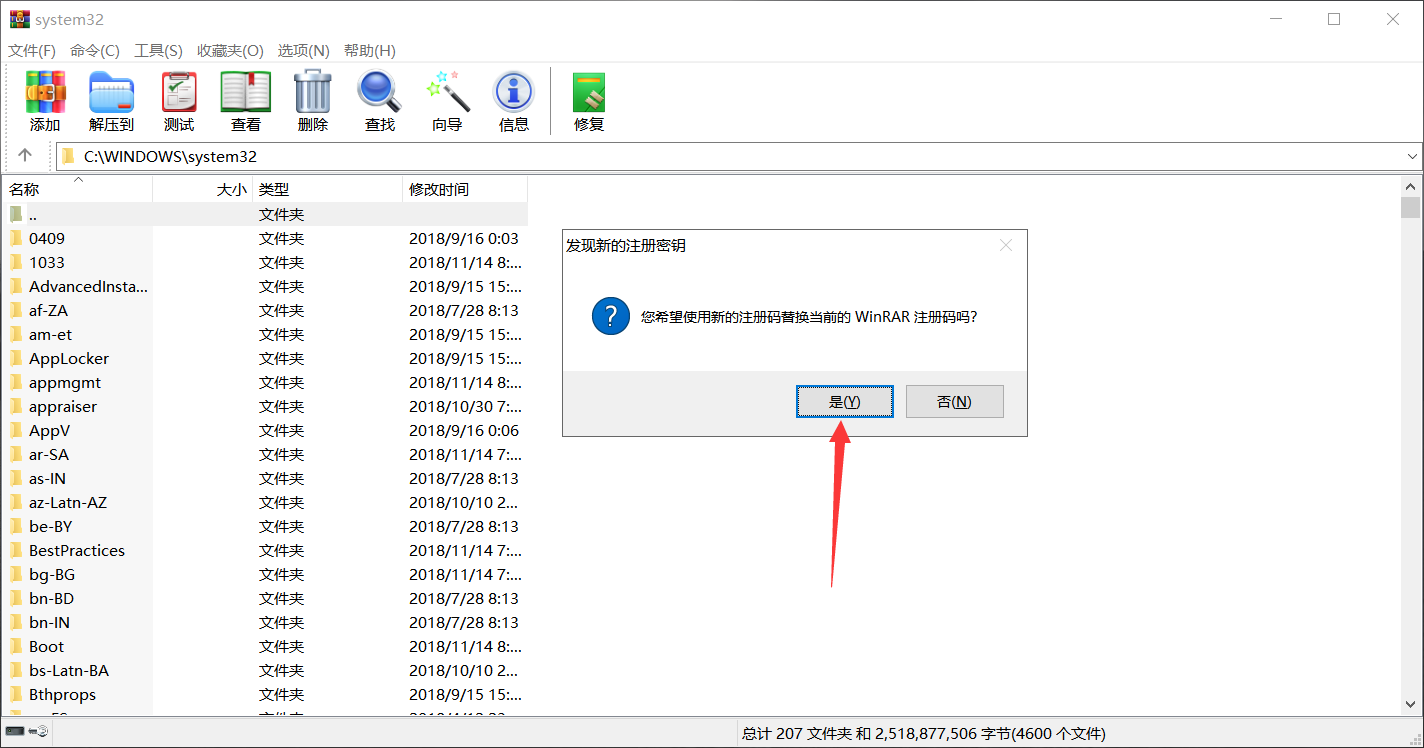 system32
文件(F) 命令(C) 工具(S) 收藏夹(O) 选项(N) 帮助(H)
添加 解压到 测试 查看 删除 查找 向导 信息 修复
C:\WINDOWS\system32
名称 大小 类型 修改时间
.. 文件夹
0409 文件夹 2018/9/16 0:03
1033 文件夹 2018/11/14 8:...
AdvancedInsta... 文件夹 2018/9/15 15:...
af-ZA 文件夹 2018/7/28 8:13
am-et 文件夹 2018/9/15 15:...
AppLocker 文件夹 2018/9/15 15:...
appmgmt 文件夹 2018/11/14 8:...
appraiser 文件夹 2018/10/30 7:...
AppV 文件夹 2018/9/16 0:06
ar-SA 文件夹 2018/11/14 7:...
as-IN 文件夹 2018/7/28 8:13
az-Latn-AZ 文件夹 2018/10/10 2...
be-BY 文件夹 2018/7/28 8:13
BestPractices 文件夹 2018/11/14 7:...
bg-BG 文件夹 2018/11/14 7:...
bn-BD 文件夹 2018/7/28 8:13
bn-IN 文件夹 2018/7/28 8:13
Boot 文件夹 2018/11/14 8:...
bs-Latn-BA 文件夹 2018/10/10 2...
Bthprops 文件夹 2018/9/15 15:...
发现新的注册密钥
您希望使用新的注册码替换当前的 WinRAR 注册码吗?
是(Y) 否(N)
总计 207 文件夹 和 2,518,877,506 字节(4600 个文件)